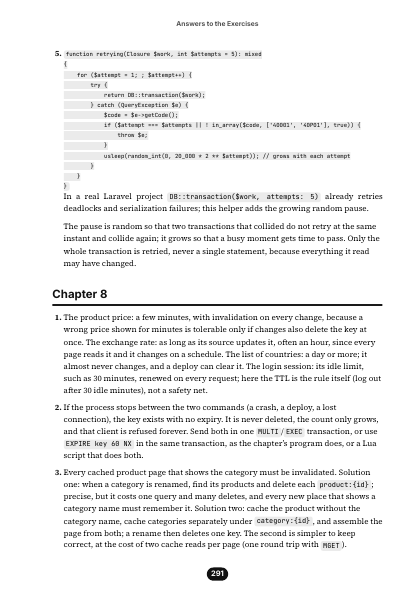 Answers to the Exercises
5. function retrying(Closure $work, int $attempts = 5): mixed
{
for ($attempt = 1; ; $attempt++) {
try {
return DB::transaction($work);
} catch (QueryException $e) {
$code = $e->getCode();
if ($attempt === $attempts || ! in_array($code, ['40001', '40P01'], true)) {
throw $e;
}
usleep(random_int(0, 20_000 * 2 ** $attempt)); // grows with each attempt
}
}
}
In a real Laravel project DB::transaction($work, attempts: 5) already retries
deadlocks and serialization failures; this helper adds the growing random pause.
The pause is random so that two transactions that collided do not retry at the same
instant and collide again; it grows so that a busy moment gets time to pass. Only the
whole transaction is retried, never a single statement, because everything it read
may have changed.
Chapter 8
1. The product price: a few minutes, with invalidation on every change, because a
wrong price shown for minutes is tolerable only if changes also delete the key at
once. The exchange rate: as long as its source updates it, often an hour, since every
page reads it and it changes on a schedule. The list of countries: a day or more; it
almost never changes, and a deploy can clear it. The login session: its idle limit,
such as 30 minutes, renewed on every request; here the TTL is the rule itself (log out
after 30 idle minutes), not a safety net.
2. If the process stops between the two commands (a crash, a deploy, a lost
connection), the key exists with no expiry. It is never deleted, the count only grows,
and that client is refused forever. Send both in one MULTI/EXEC transaction, or use
EXPIRE key 60 NX in the same transaction, as the chapter's program does, or a Lua
script that does both.
3. Every cached product page that shows the category must be invalidated. Solution
one: when a category is renamed, find its products and delete each product:{id};
precise, but it costs one query and many deletes, and every new place that shows a
category name must remember it. Solution two: cache the product without the
category name, cache categories separately under category:{id}, and assemble the
page from both; a rename then deletes one key. The second is simpler to keep
correct, at the cost of two cache reads per page (one round trip with MGET).
291